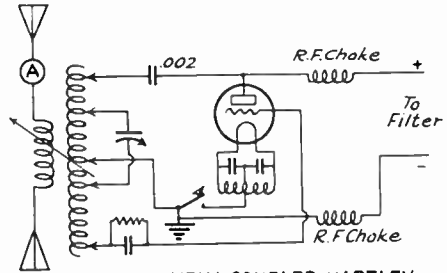 .002
R.F. Choke
+
A
To
Filter
-
R.F. Choke